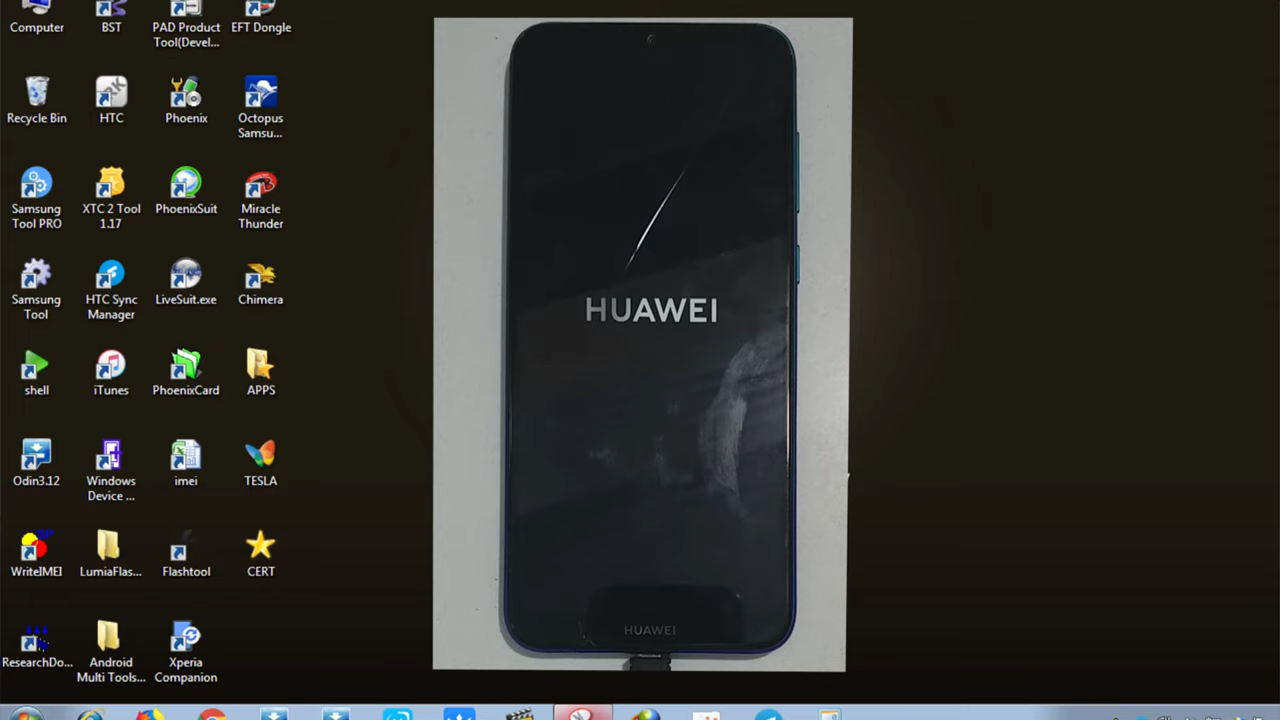 Computer
BST
PAD Product
Tool(Devel...
EFT Dongle
Recycle Bin
HTC
Phoenix
Octopus
Samsu...
Samsung
Tool PRO
XTC 2 Tool
1.17
PhoenixSuit
Miracle
Thunder
Samsung
Tool
HTC Sync
Manager
LiveSuit.exe
Chimera
shell
iTunes
PhoenixCard
APPS
Odin3.12
Windows
Device ...
imei
TESLA
WriteIMEI
LumiaFlas...
Flashtool
CERT
ResearchDo...
Android
Multi Tools...
Xperia
Companion
HUAWEI
HUAWEI